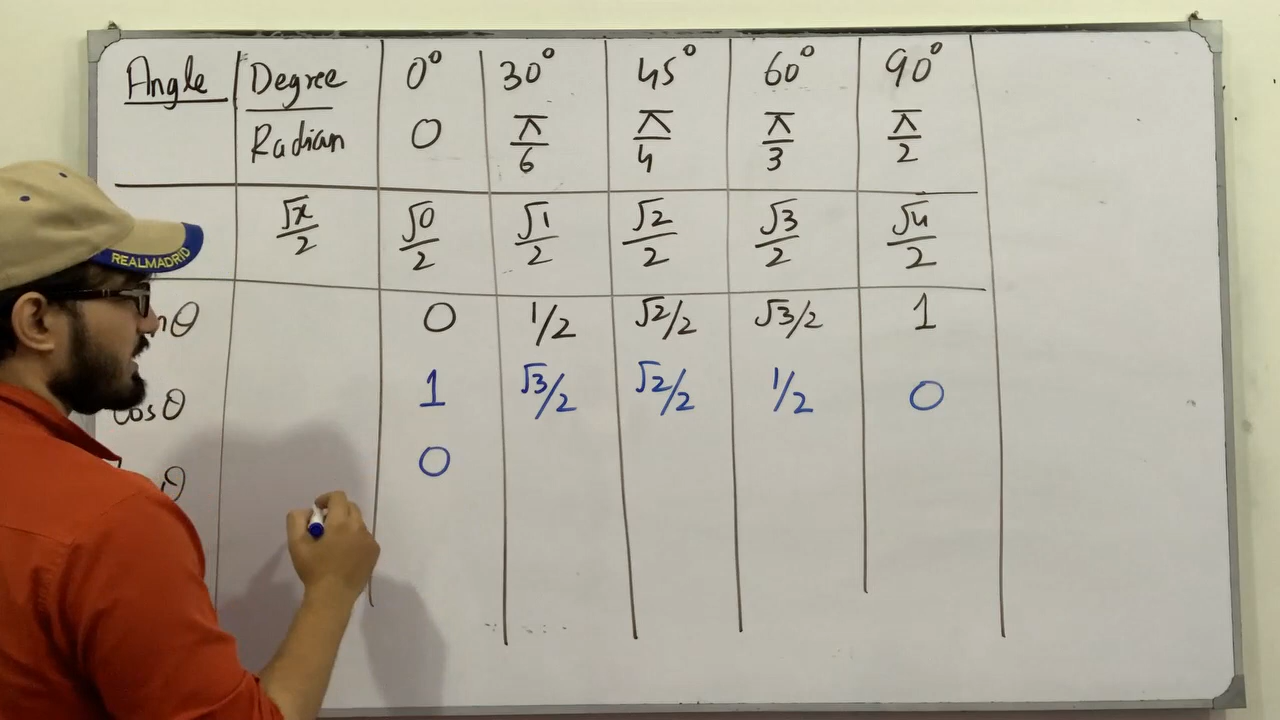 Angle Degree 0° 30° 45° 60° 90°
Radian 0 π/6 π/4 π/3 π/2
√x/2 √0/2 √1/2 √2/2 √3/2 √4/2
REALMADRID
nθ 0 1/2 √2/2 √3/2 1
cosθ 1 √3/2 √2/2 1/2 0
θ 0